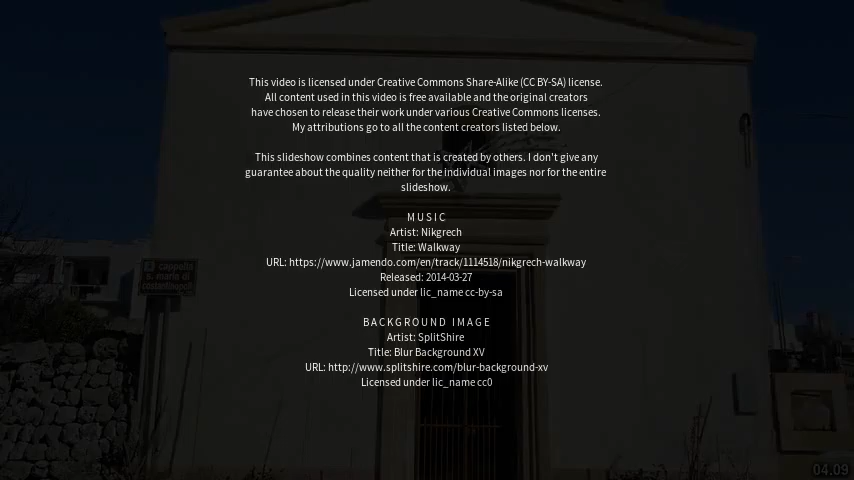 This video is licensed under Creative Commons Share-Alike (CC BY-SA) license.
All content used in this video is free available and the original creators
have chosen to release their work under various Creative Commons licenses.
My attributions go to all the content creators listed below.
This slideshow combines content that is created by others. I don't give any
guarantee about the quality neither for the individual images nor for the entire
slideshow.
MUSIC
Artist: Nikgrech
Title: Walkway
URL: https://www.jamendo.com/en/track/1114518/nikgrech-walkway
Released: 2014-03-27
Licensed under lic_name cc-by-sa
BACKGROUND IMAGE
Artist: SplitShire
Title: Blur Background XV
URL: http://www.splitshire.com/blur-background-xv
Licensed under lic_name cc0
cappella
s. maria di
costantinopoli
04.09